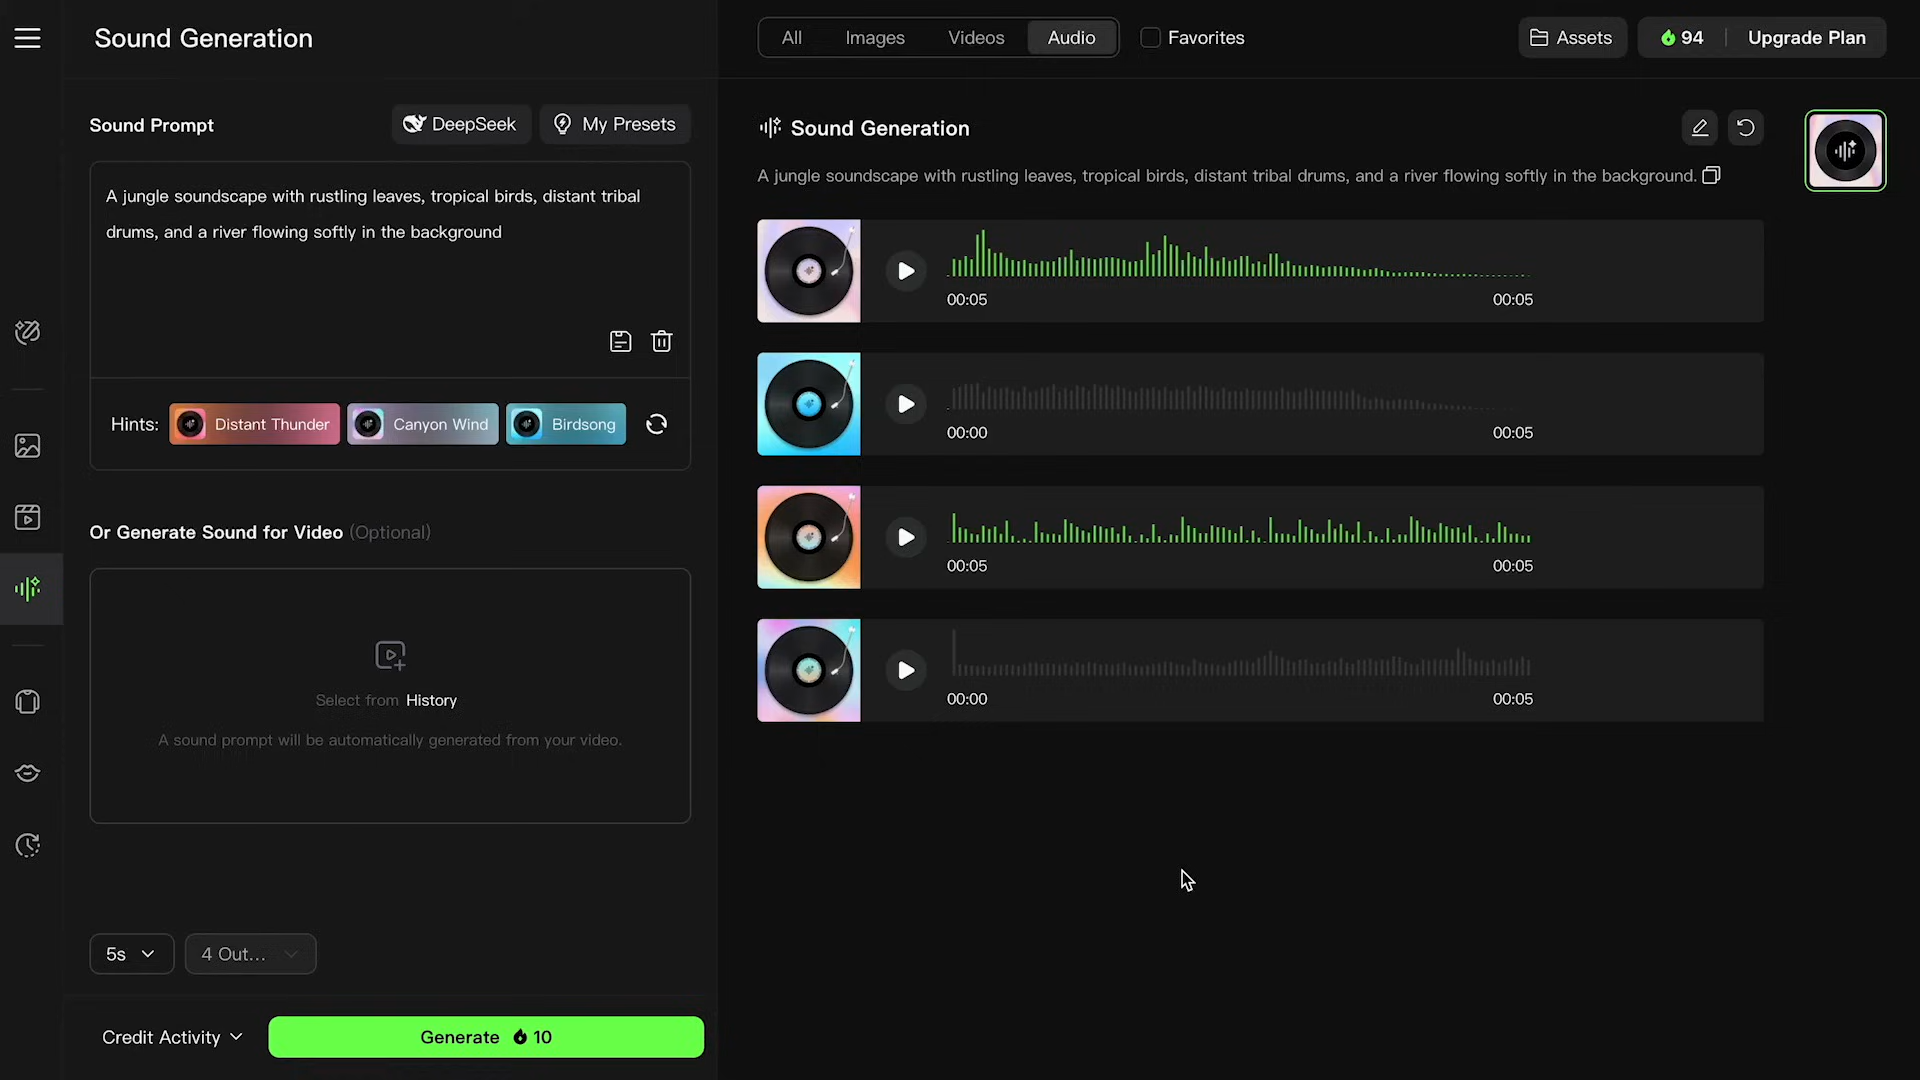 Sound Generation
All Images Videos Audio Favorites
Assets 94 Upgrade Plan
Sound Prompt DeepSeek My Presets
A jungle soundscape with rustling leaves, tropical birds, distant tribal
drums, and a river flowing softly in the background
Hints: Distant Thunder Canyon Wind Birdsong
Or Generate Sound for Video (Optional)
Select from History
A sound prompt will be automatically generated from your video.
5s 4 Out...
Credit Activity Generate 10
Sound Generation
A jungle soundscape with rustling leaves, tropical birds, distant tribal drums, and a river flowing softly in the background.
00:05 00:05
00:00 00:05
00:05 00:05
00:00 00:05